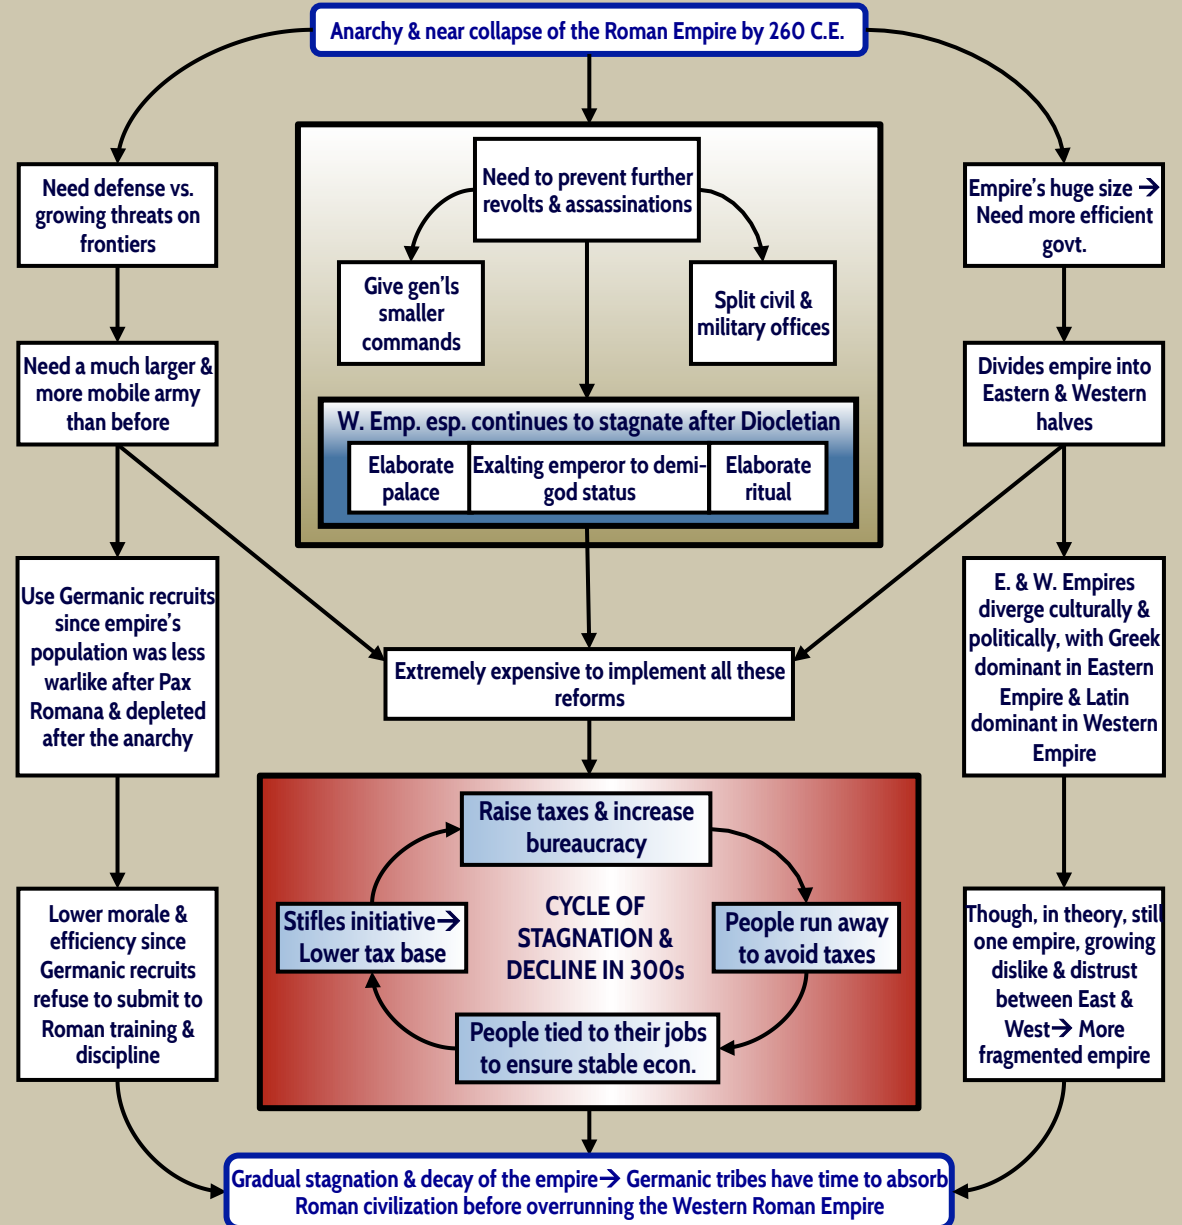 Anarchy & near collapse of the Roman Empire by 260 C.E.
Need defense vs.
growing threats on
frontiers
Need to prevent further
revolts & assassinations
Empire's huge size →
Need more efficient
govt.
Give gen'ls
smaller
commands
Split civil &
military offices
Need a much larger &
more mobile army
than before
Divides empire into
Eastern & Western
halves
W. Emp. esp. continues to stagnate after Diocletian
Elaborate
palace
Exalting emperor to demi-
god status
Elaborate
ritual
Use Germanic recruits
since empire's
population was less
warlike after Pax
Romana & depleted
after the anarchy
E. & W. Empires
diverge culturally &
politically, with Greek
dominant in Eastern
Empire & Latin
dominant in Western
Empire
Extremely expensive to implement all these
reforms
Raise taxes & increase
bureaucracy
CYCLE OF
STAGNATION &
DECLINE IN 300s
People run away
to avoid taxes
People tied to their jobs
to ensure stable econ.
Stifles initiative→
Lower tax base
Lower morale &
efficiency since
Germanic recruits
refuse to submit to
Roman training &
discipline
Though, in theory, still
one empire, growing
dislike & distrust
between East &
West→ More
fragmented empire
Gradual stagnation & decay of the empire→ Germanic tribes have time to absorb
Roman civilization before overrunning the Western Roman Empire